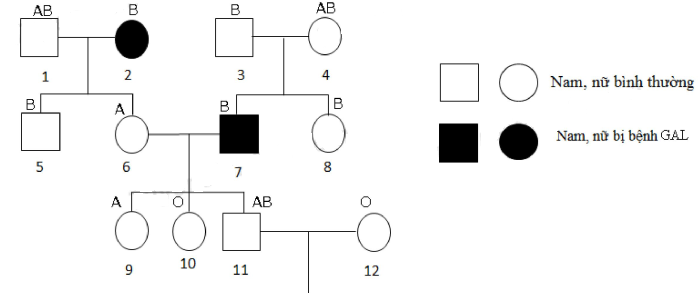 AB B B AB
1 2 3 4
Nam, nữ bình thường
B A B B
Nam, nữ bị bệnh GAL
5 6 7 8
A O AB O
9 10 11 12